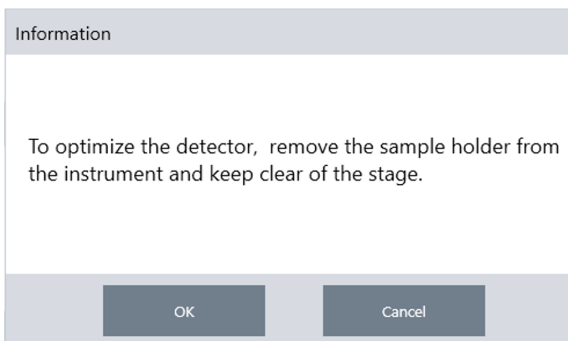 Information
To optimize the detector,  remove the sample holder from
the instrument and keep clear of the stage.
OK
Cancel